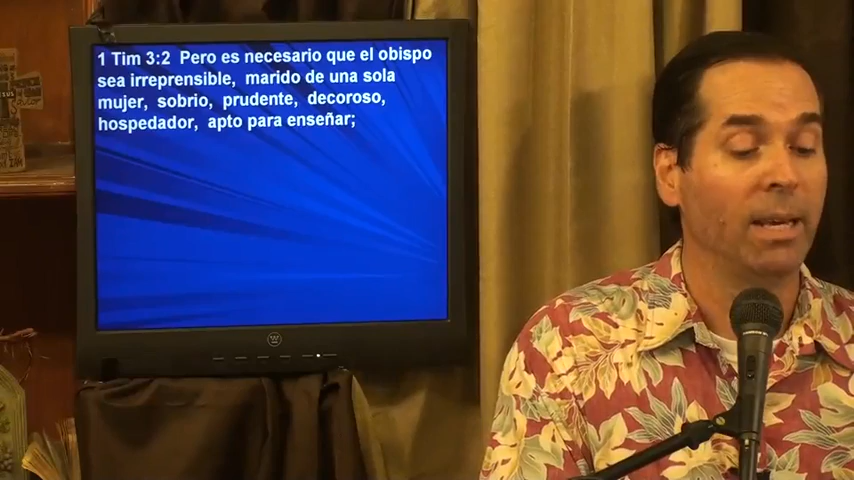 1 Tim 3:2 Pero es necesario que el obispo
sea irreprensible, marido de una sola
mujer, sobrio, prudente, decoroso,
hospedador, apto para enseñar;